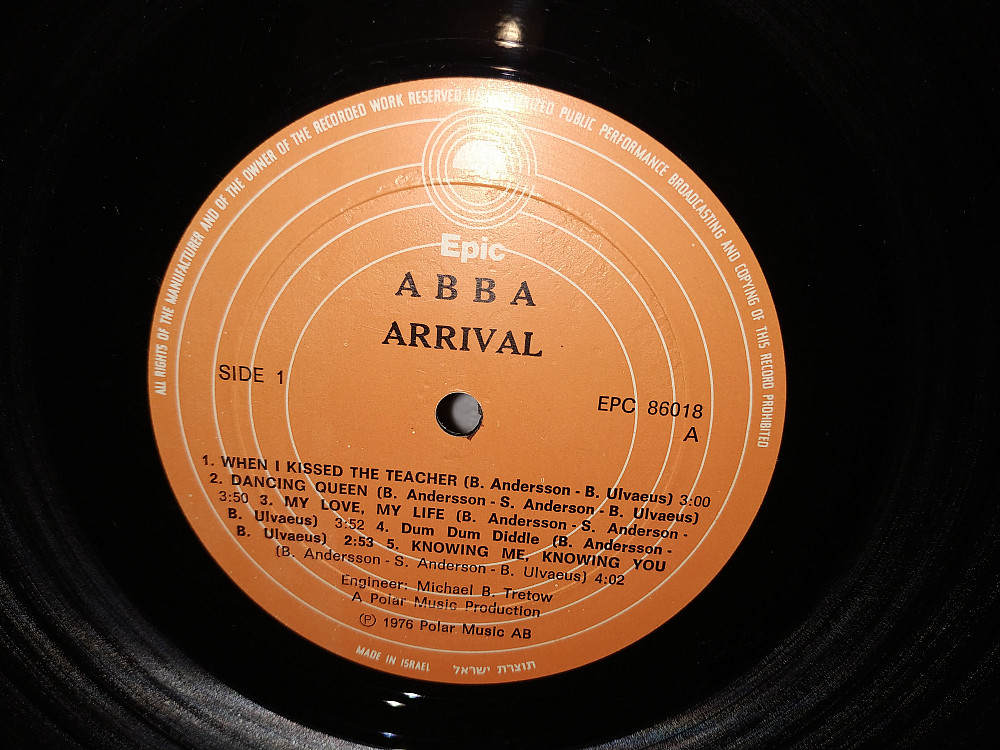 ALL RIGHTS OF THE MANUFACTURER AND OF THE OWNER OF THE RECORDED WORK RESERVED PUBLIC PERFORMANCE BROADCASTING AND COPYING OF THIS RECORD PROHIBITED
Epic
ABBA
ARRIVAL
SIDE 1
EPC 86018
A
1. WHEN I KISSED THE TEACHER (B. Andersson - B. Ulvaeus) 3:00
2. DANCING QUEEN (B. Andersson - S. Anderson - B. Ulvaeus)
3:50 3. MY LOVE, MY LIFE (B. Andersson - S. Anderson -
B. Ulvaeus) 3:52 4. Dum Dum Diddle (B. Andersson -
B. Ulvaeus) 2:53 5. KNOWING ME, KNOWING YOU
(B. Andersson - S. Anderson - B. Ulvaeus) 4:02
Engineer: Michael B. Tretow
A Polar Music Production
Ⓟ 1976 Polar Music AB
MADE IN ISRAEL תוצרת ישראל